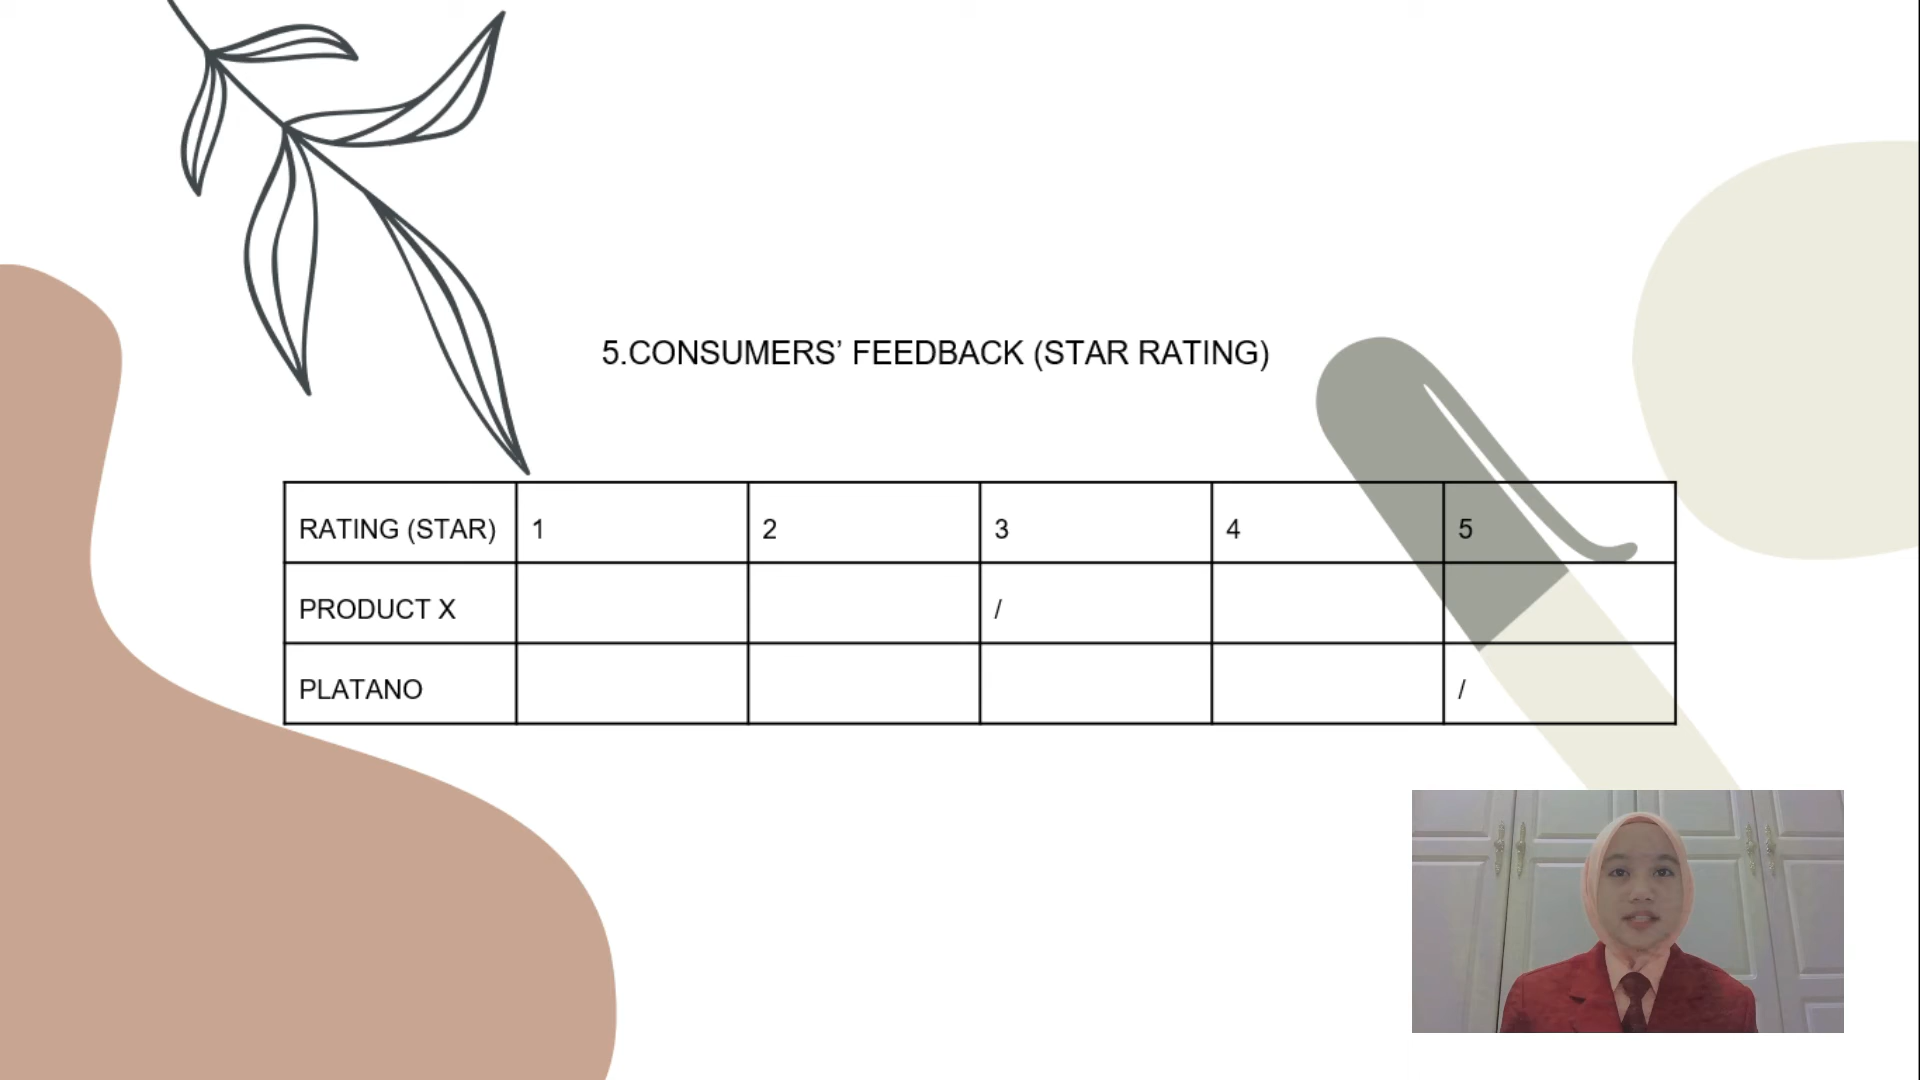 5.CONSUMERS’ FEEDBACK (STAR RATING)
RATING (STAR) 1 2 3 4 5
PRODUCT X /
PLATANO /